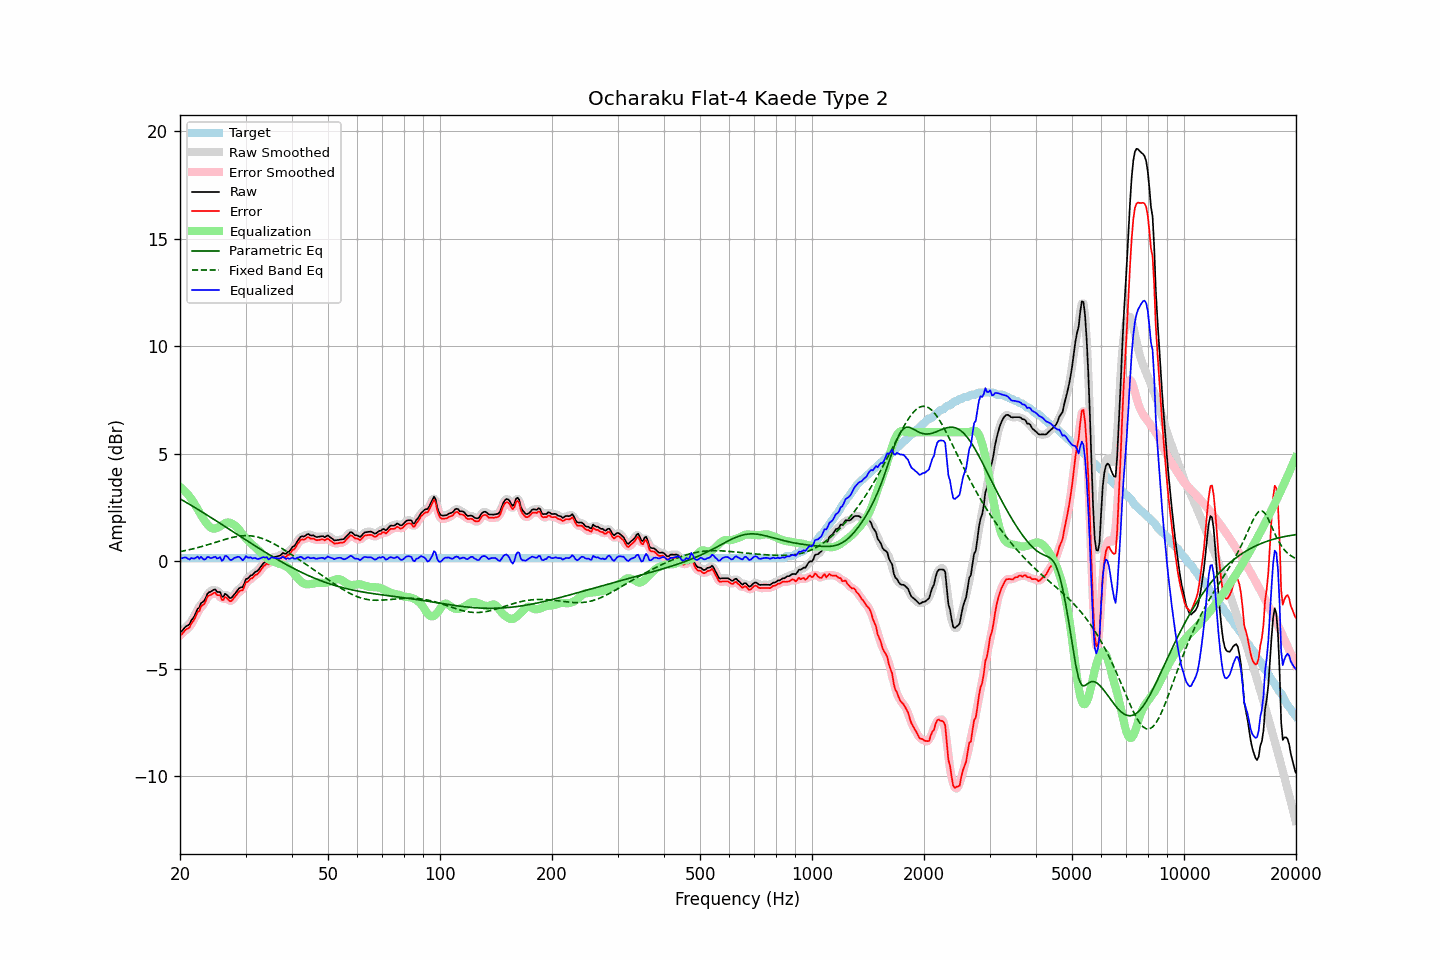 Ocharaku Flat-4 Kaede Type 2
Target
Raw Smoothed
Error Smoothed
Raw
Error
Equalization
Parametric Eq
Fixed Band Eq
Equalized
Amplitude (dBr)
20
15
10
5
0
−5
−10
20 50 100 200 500 1000 2000 5000 10000 20000
Frequency (Hz)